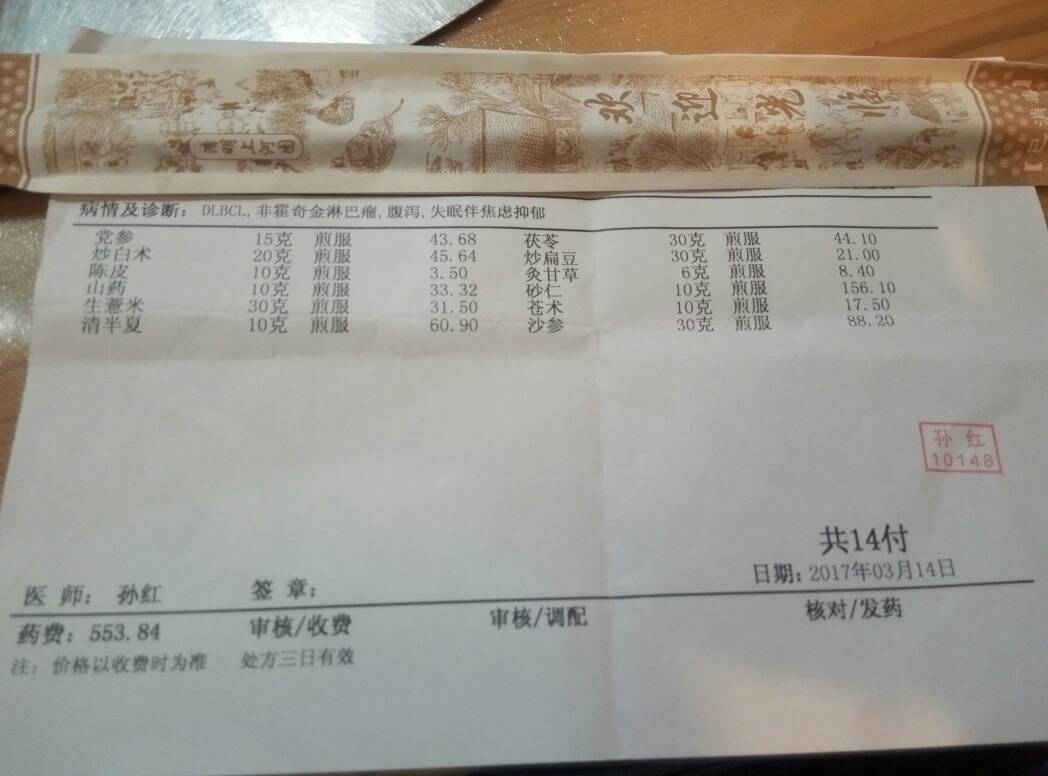 欢迎光临
清明上河图
病情及诊断: DLBCL,非霍奇金淋巴瘤,腹泻,失眠伴焦虑抑郁
党参 15克 煎服 43.68 茯苓 30克 煎服 44.10
炒白术 20克 煎服 45.64 炒扁豆 30克 煎服 21.00
陈皮 10克 煎服 3.50 灸甘草 6克 煎服 8.40
山药 10克 煎服 33.32 砂仁 10克 煎服 156.10
生薏米 30克 煎服 31.50 苍术 10克 煎服 17.50
清半夏 10克 煎服 60.90 沙参 30克 煎服 88.20
孙红
10148
共14付
日期: 2017年03月14日
医师: 孙红 签章:
药费: 553.84 审核/收费 审核/调配 核对/发药
注: 价格以收费时为准 处方三日有效